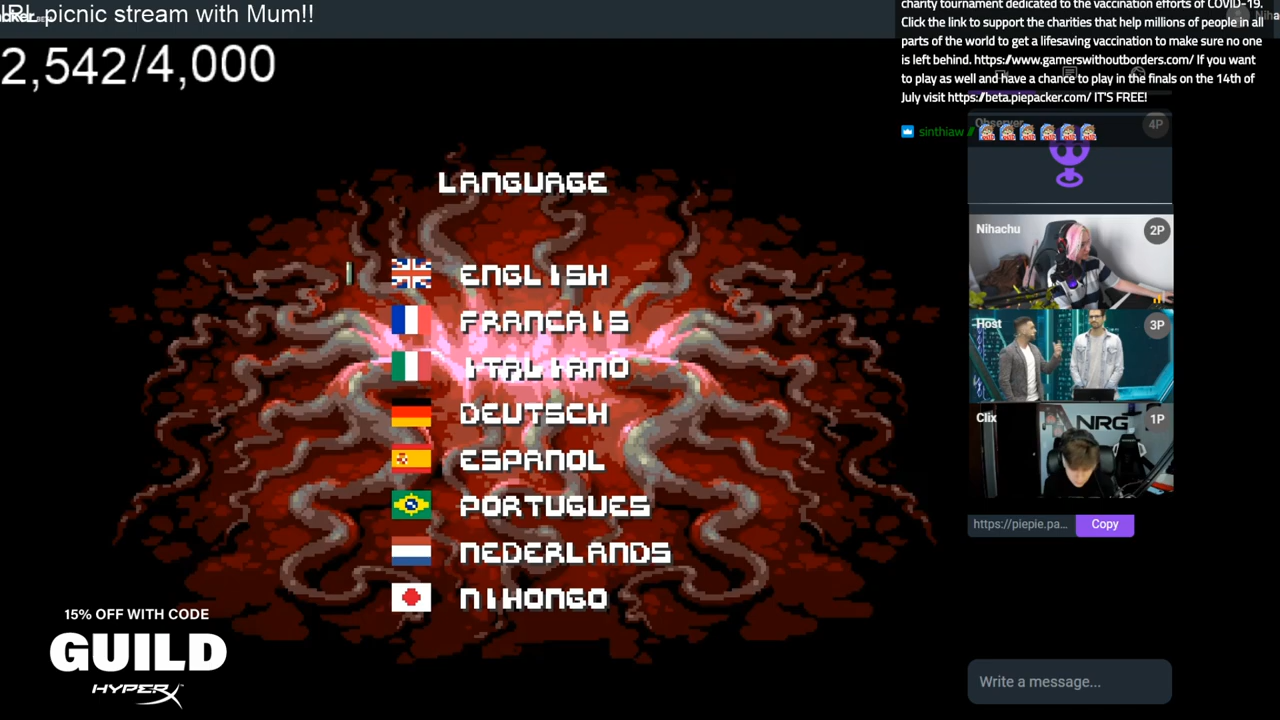 IRL picnic stream with Mum!!
2,542/4,000
charity tournament dedicated to the vaccination efforts of COVID-19.
Click the link to support the charities that help millions of people in all
parts of the world to get a lifesaving vaccination to make sure no one
is left behind. https://www.gamerswithoutborders.com/ If you want
to play as well and have a chance to play in the finals on the 14th of
July visit https://beta.piepacker.com/ IT'S FREE!
sinthiaw
Observer 4P
LANGUAGE
ENGLISH
FRANCAIS
ITALIANO
DEUTSCH
ESPANOL
PORTUGUES
NEDERLANDS
NIHONGO
Nihachu 2P
Host 3P
Clix 1P
NRG
https://piepie.pa... Copy
Write a message...
15% OFF WITH CODE
GUILD
HYPERX